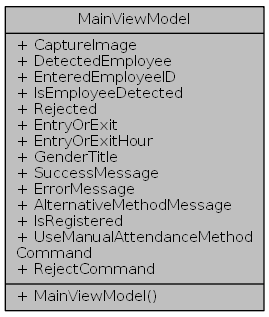 MainViewModel
+ CaptureImage
+ DetectedEmployee
+ EnteredEmployeeID
+ IsEmployeeDetected
+ Rejected
+ EntryOrExit
+ EntryOrExitHour
+ GenderTitle
+ SuccessMessage
+ ErrorMessage
+ AlternativeMethodMessage
+ IsRegistered
+ UseManualAttendanceMethod
Command
+ RejectCommand
+ MainViewModel()